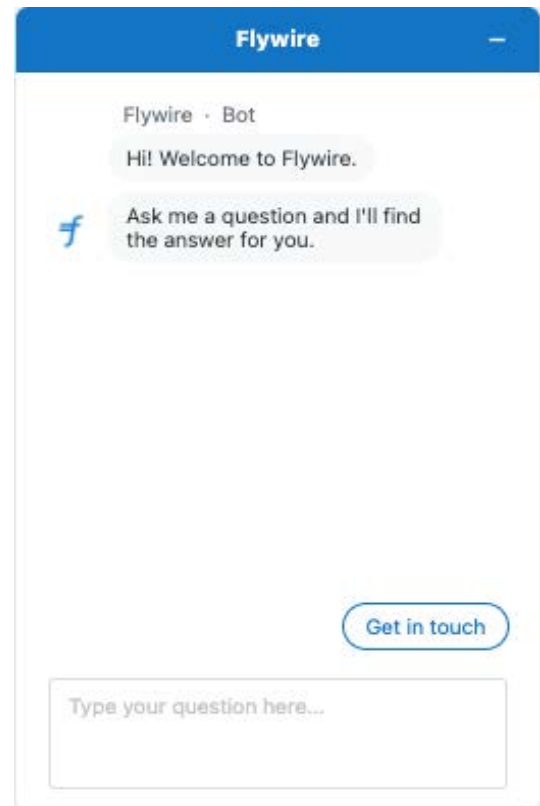 Flywire
Flywire · Bot
Hi! Welcome to Flywire.
Ask me a question and I'll find
the answer for you.
Get in touch
Type your question here...